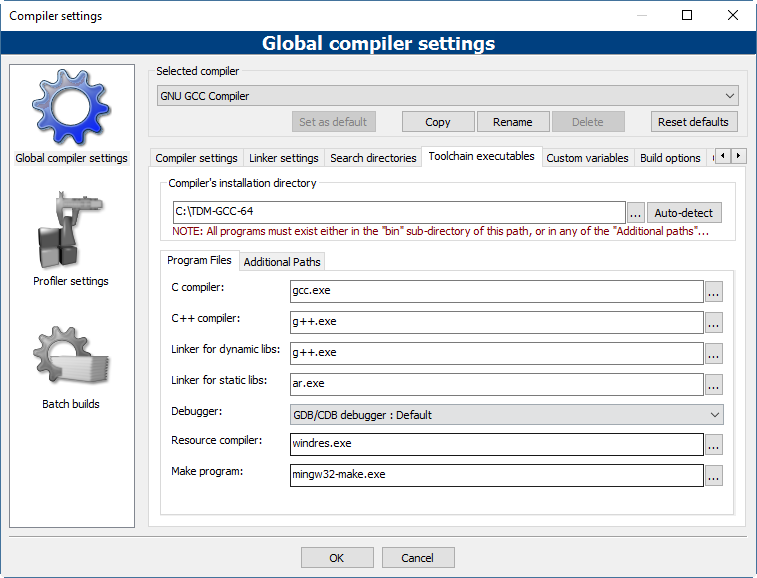 Compiler settings
Global compiler settings
Global compiler settings
Profiler settings
Batch builds
Selected compiler
GNU GCC Compiler
Set as default Copy Rename Delete Reset defaults
Compiler settings Linker settings Search directories Toolchain executables Custom variables Build options
Compiler's installation directory
C:\TDM-GCC-64 ... Auto-detect
NOTE: All programs must exist either in the "bin" sub-directory of this path, or in any of the "Additional paths"...
Program Files Additional Paths
C compiler: gcc.exe ...
C++ compiler: g++.exe ...
Linker for dynamic libs: g++.exe ...
Linker for static libs: ar.exe ...
Debugger: GDB/CDB debugger : Default
Resource compiler: windres.exe ...
Make program: mingw32-make.exe ...
OK Cancel